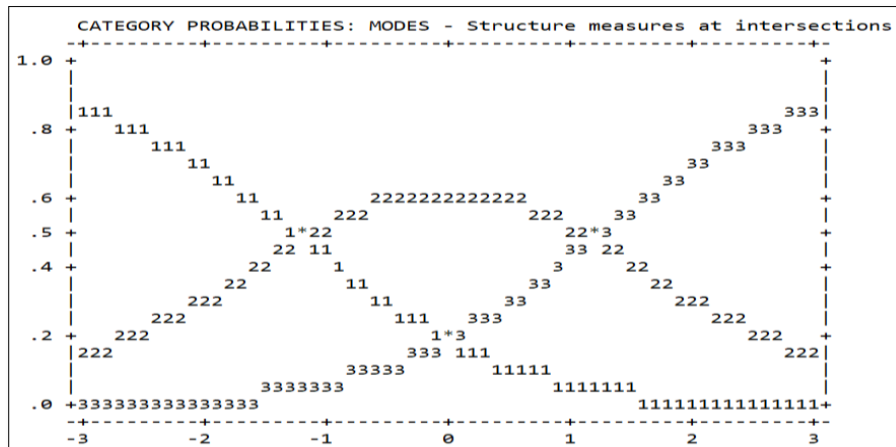 CATEGORY PROBABILITIES: MODES - Structure measures at intersections
   -+---------+---------+---------+---------+---------+---------+-
1.0 +                                                             +
    |                                                             |
    |                                                             |
    |111                                                       333|
 .8 +   111                                                 333   +
    |      111                                           333      |
    |         11                                       33         |
    |           11                                   33           |
 .6 +             11         2222222222222         33             +
    |               11    222             222    33               |
 .5 +                 1*22                   22*3                 +
    |                22 11                   33 22                |
 .4 +              22     1                 3     22              +
    |            22        11             33        22            |
    |         222            11         33            222         |
    |      222                 111   333                 222      |
 .2 +   222                       1*3                       222   +
    |222                        333 111                        222|
    |                      33333       11111                      |
    |               3333333                 1111111               |
 .0 +333333333333333                               111111111111111+
   -+---------+---------+---------+---------+---------+---------+-
   -3        -2        -1         0         1         2         3